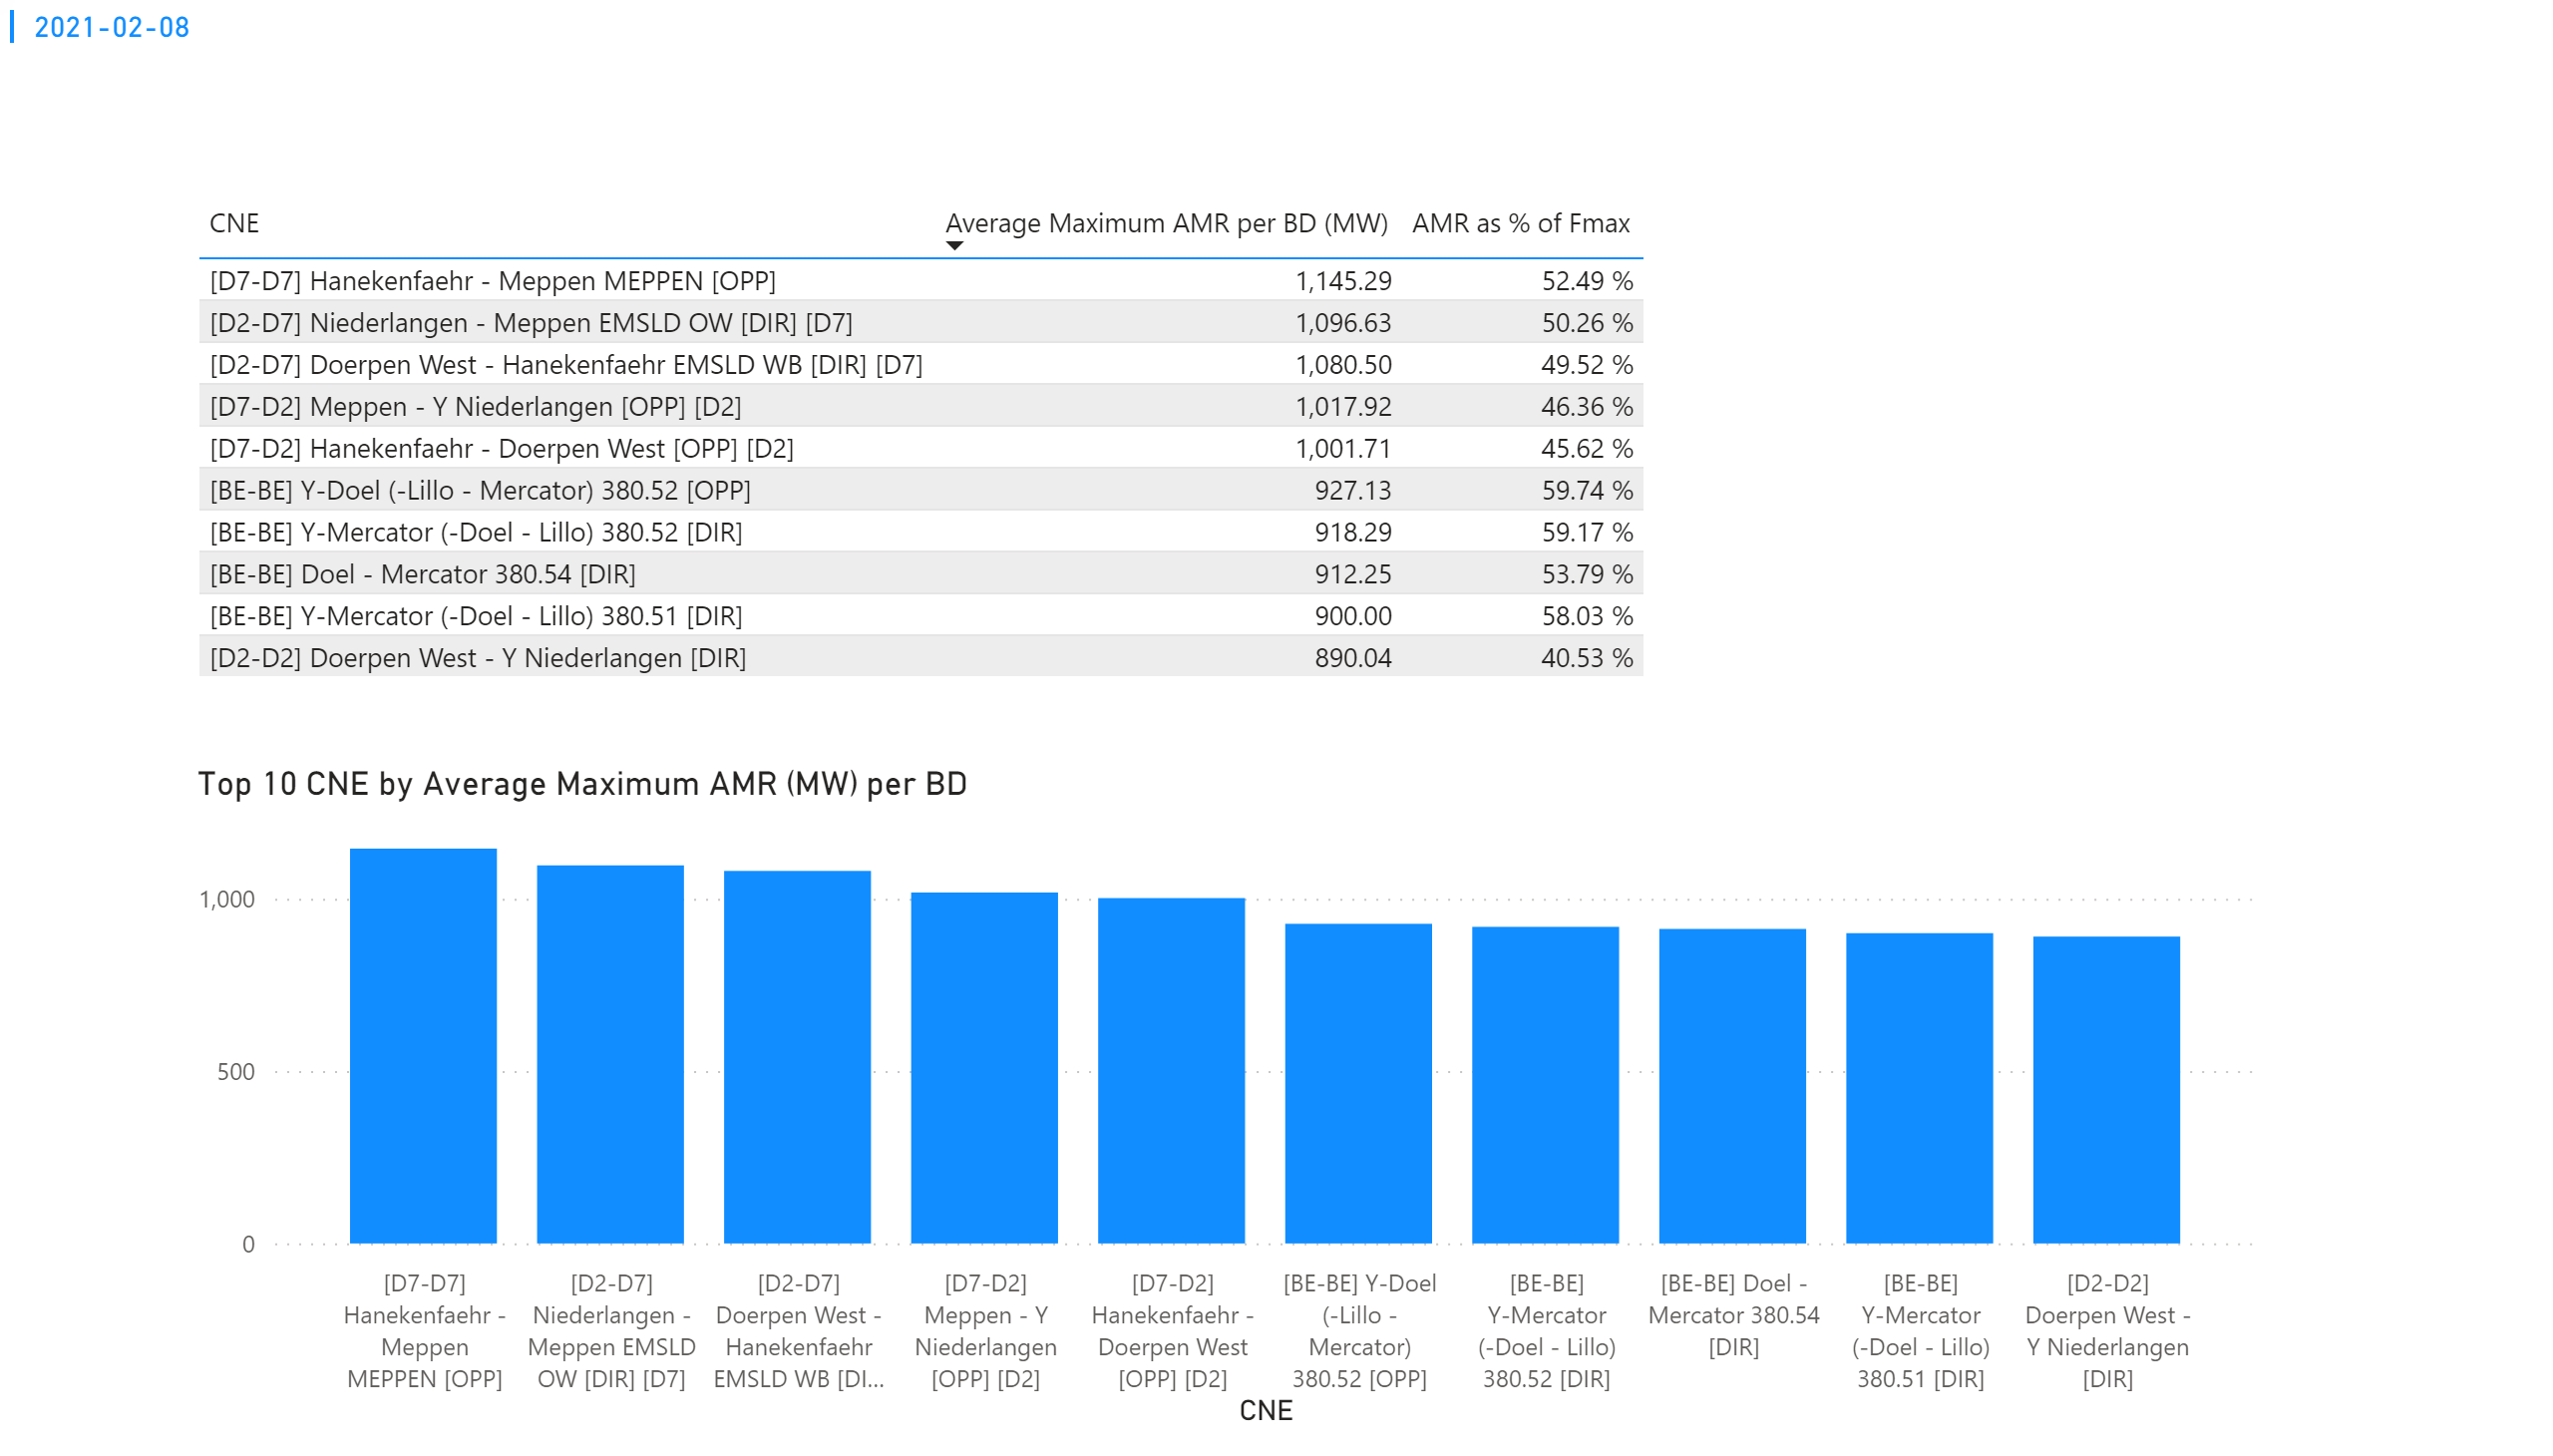 2021-02-08
CNE Average Maximum AMR per BD (MW) AMR as % of Fmax
[D7-D7] Hanekenfaehr - Meppen MEPPEN [OPP] 1,145.29 52.49 %
[D2-D7] Niederlangen - Meppen EMSLD OW [DIR] [D7] 1,096.63 50.26 %
[D2-D7] Doerpen West - Hanekenfaehr EMSLD WB [DIR] [D7] 1,080.50 49.52 %
[D7-D2] Meppen - Y Niederlangen [OPP] [D2] 1,017.92 46.36 %
[D7-D2] Hanekenfaehr - Doerpen West [OPP] [D2] 1,001.71 45.62 %
[BE-BE] Y-Doel (-Lillo - Mercator) 380.52 [OPP] 927.13 59.74 %
[BE-BE] Y-Mercator (-Doel - Lillo) 380.52 [DIR] 918.29 59.17 %
[BE-BE] Doel - Mercator 380.54 [DIR] 912.25 53.79 %
[BE-BE] Y-Mercator (-Doel - Lillo) 380.51 [DIR] 900.00 58.03 %
[D2-D2] Doerpen West - Y Niederlangen [DIR] 890.04 40.53 %
Top 10 CNE by Average Maximum AMR (MW) per BD
1,000
500
0
[D7-D7]
Hanekenfaehr -
Meppen
MEPPEN [OPP]
[D2-D7]
Niederlangen -
Meppen EMSLD
OW [DIR] [D7]
[D2-D7]
Doerpen West -
Hanekenfaehr
EMSLD WB [DI...
[D7-D2]
Meppen - Y
Niederlangen
[OPP] [D2]
[D7-D2]
Hanekenfaehr -
Doerpen West
[OPP] [D2]
[BE-BE] Y-Doel
(-Lillo -
Mercator)
380.52 [OPP]
[BE-BE]
Y-Mercator
(-Doel - Lillo)
380.52 [DIR]
[BE-BE] Doel -
Mercator 380.54
[DIR]
[BE-BE]
Y-Mercator
(-Doel - Lillo)
380.51 [DIR]
[D2-D2]
Doerpen West -
Y Niederlangen
[DIR]
CNE